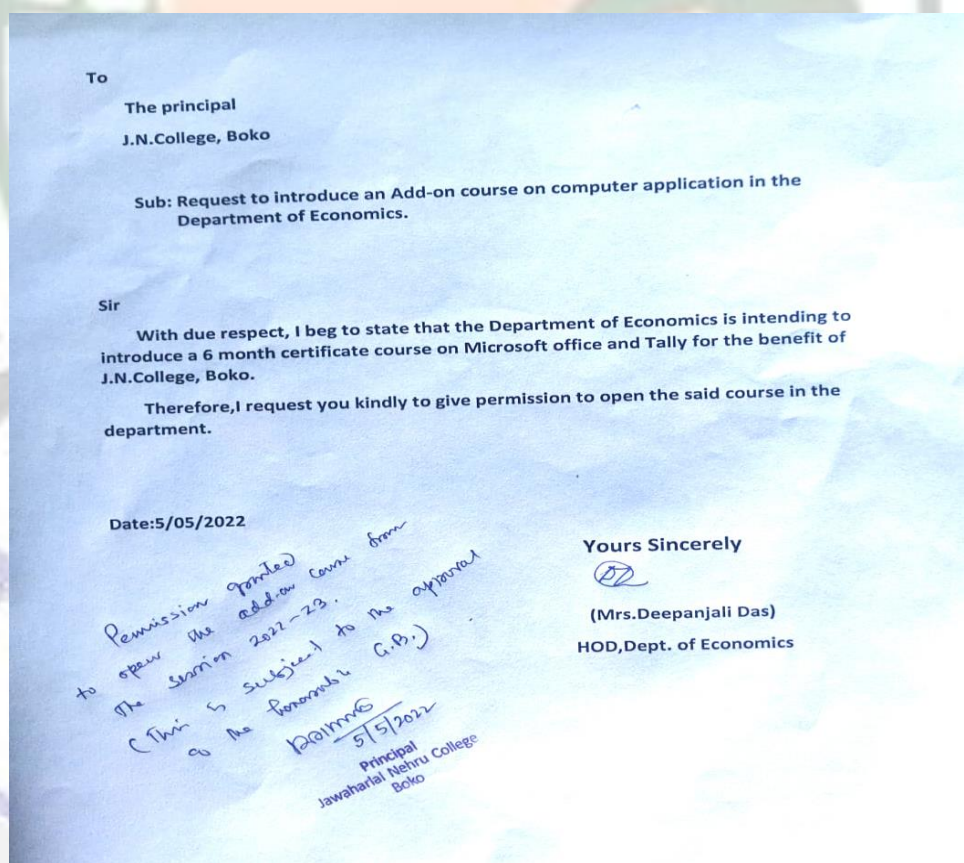 To
The principal
J.N.College, Boko
Sub: Request to introduce an Add-on course on computer application in the
Department of Economics.
Sir
With due respect, I beg to state that the Department of Economics is intending to
introduce a 6 month certificate course on Microsoft office and Tally for the benefit of
J.N.College, Boko.
Therefore,I request you kindly to give permission to open the said course in the
department.
Date:5/05/2022
Permission granted
to open the add-on course from
the session 2022-23.
(This is subject to the approval
the honourable G.B.)
5/5/2022
Principal
Jawaharlal Nehru College
Boko
Yours Sincerely
(Mrs.Deepanjali Das)
HOD,Dept. of Economics